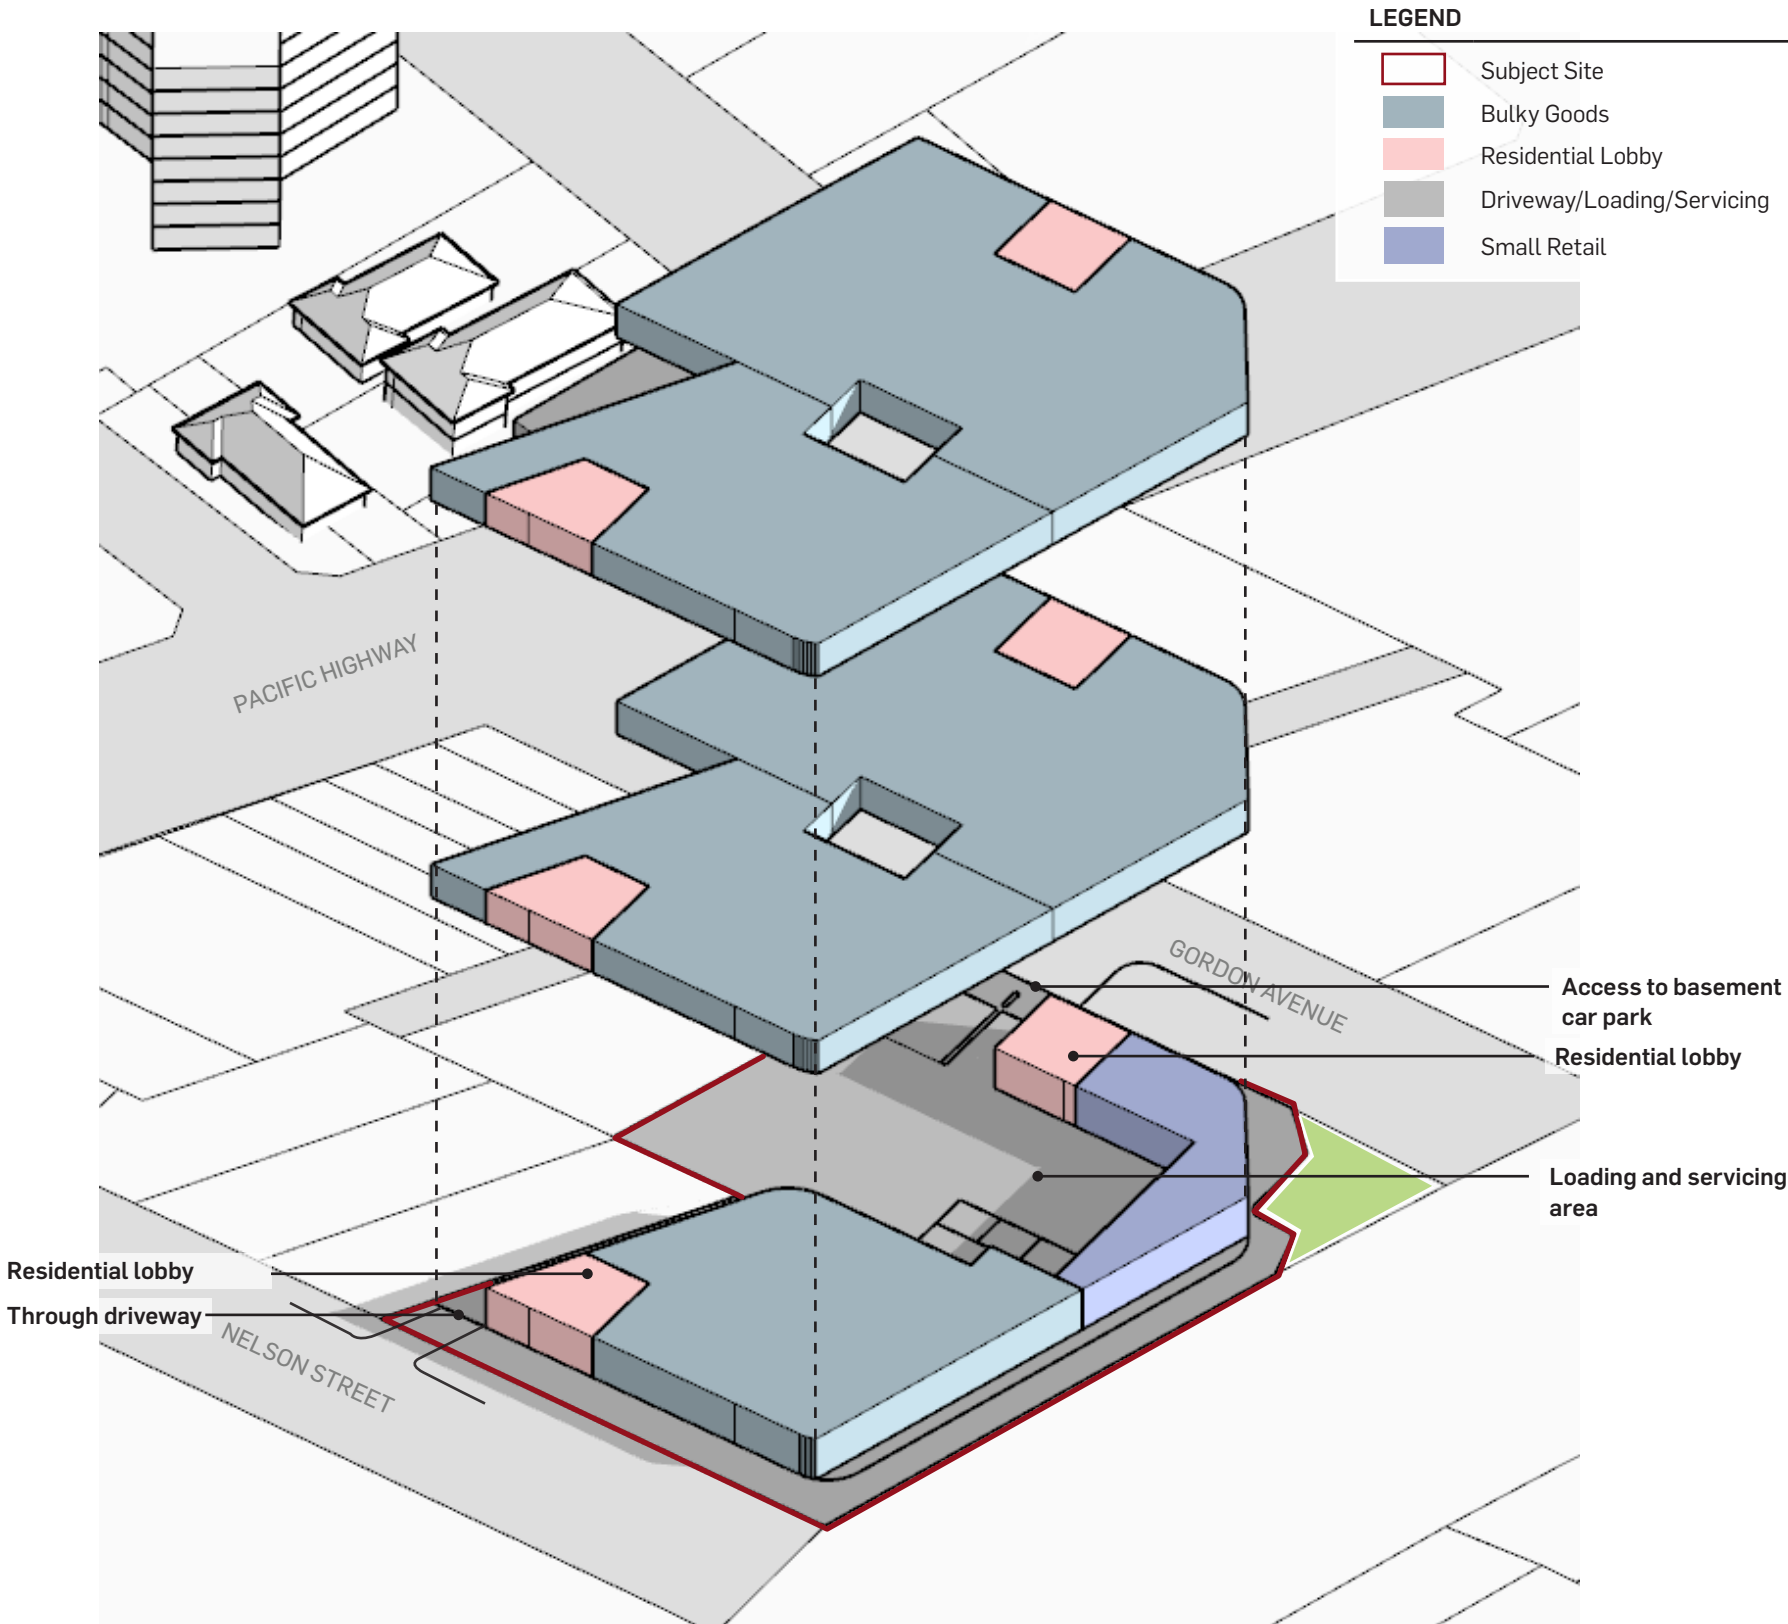 LEGEND
Subject Site
Bulky Goods
Residential Lobby
Driveway/Loading/Servicing
Small Retail
PACIFIC HIGHWAY
GORDON AVENUE
Access to basement
car park
Residential lobby
Loading and servicing
area
Residential lobby
Through driveway
NELSON STREET